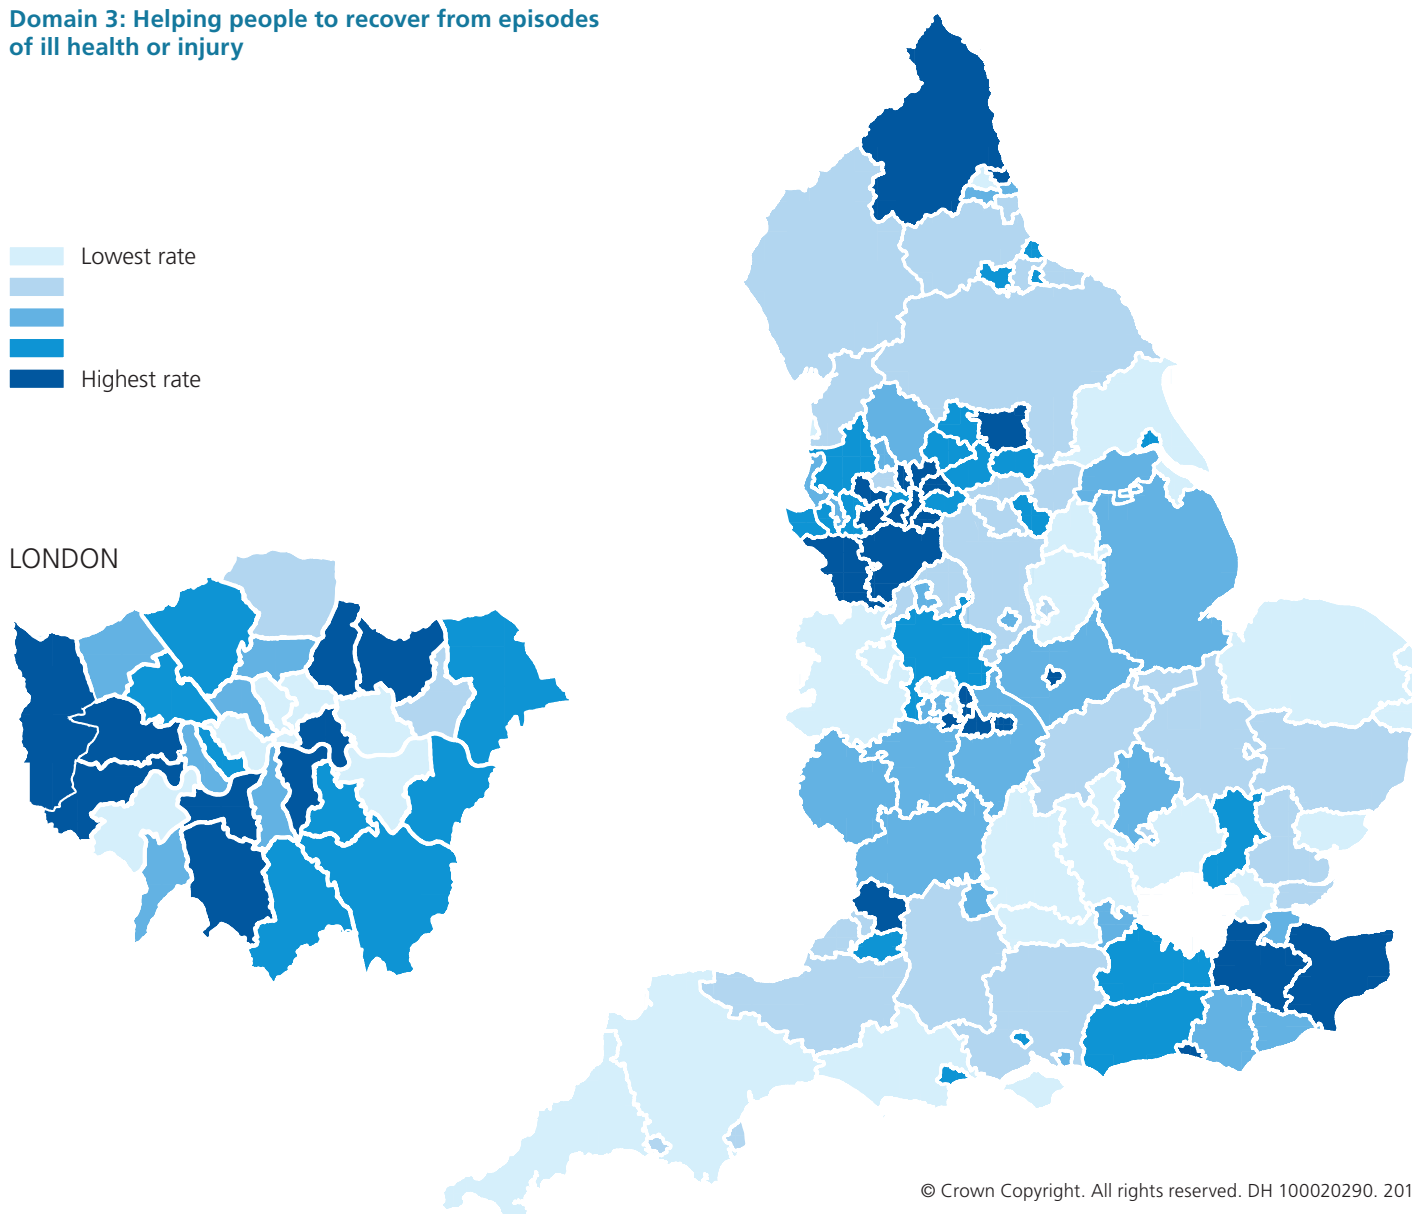 Domain 3: Helping people to recover from episodes
of ill health or injury
Lowest rate
Highest rate
LONDON
© Crown Copyright. All rights reserved. DH 100020290. 201